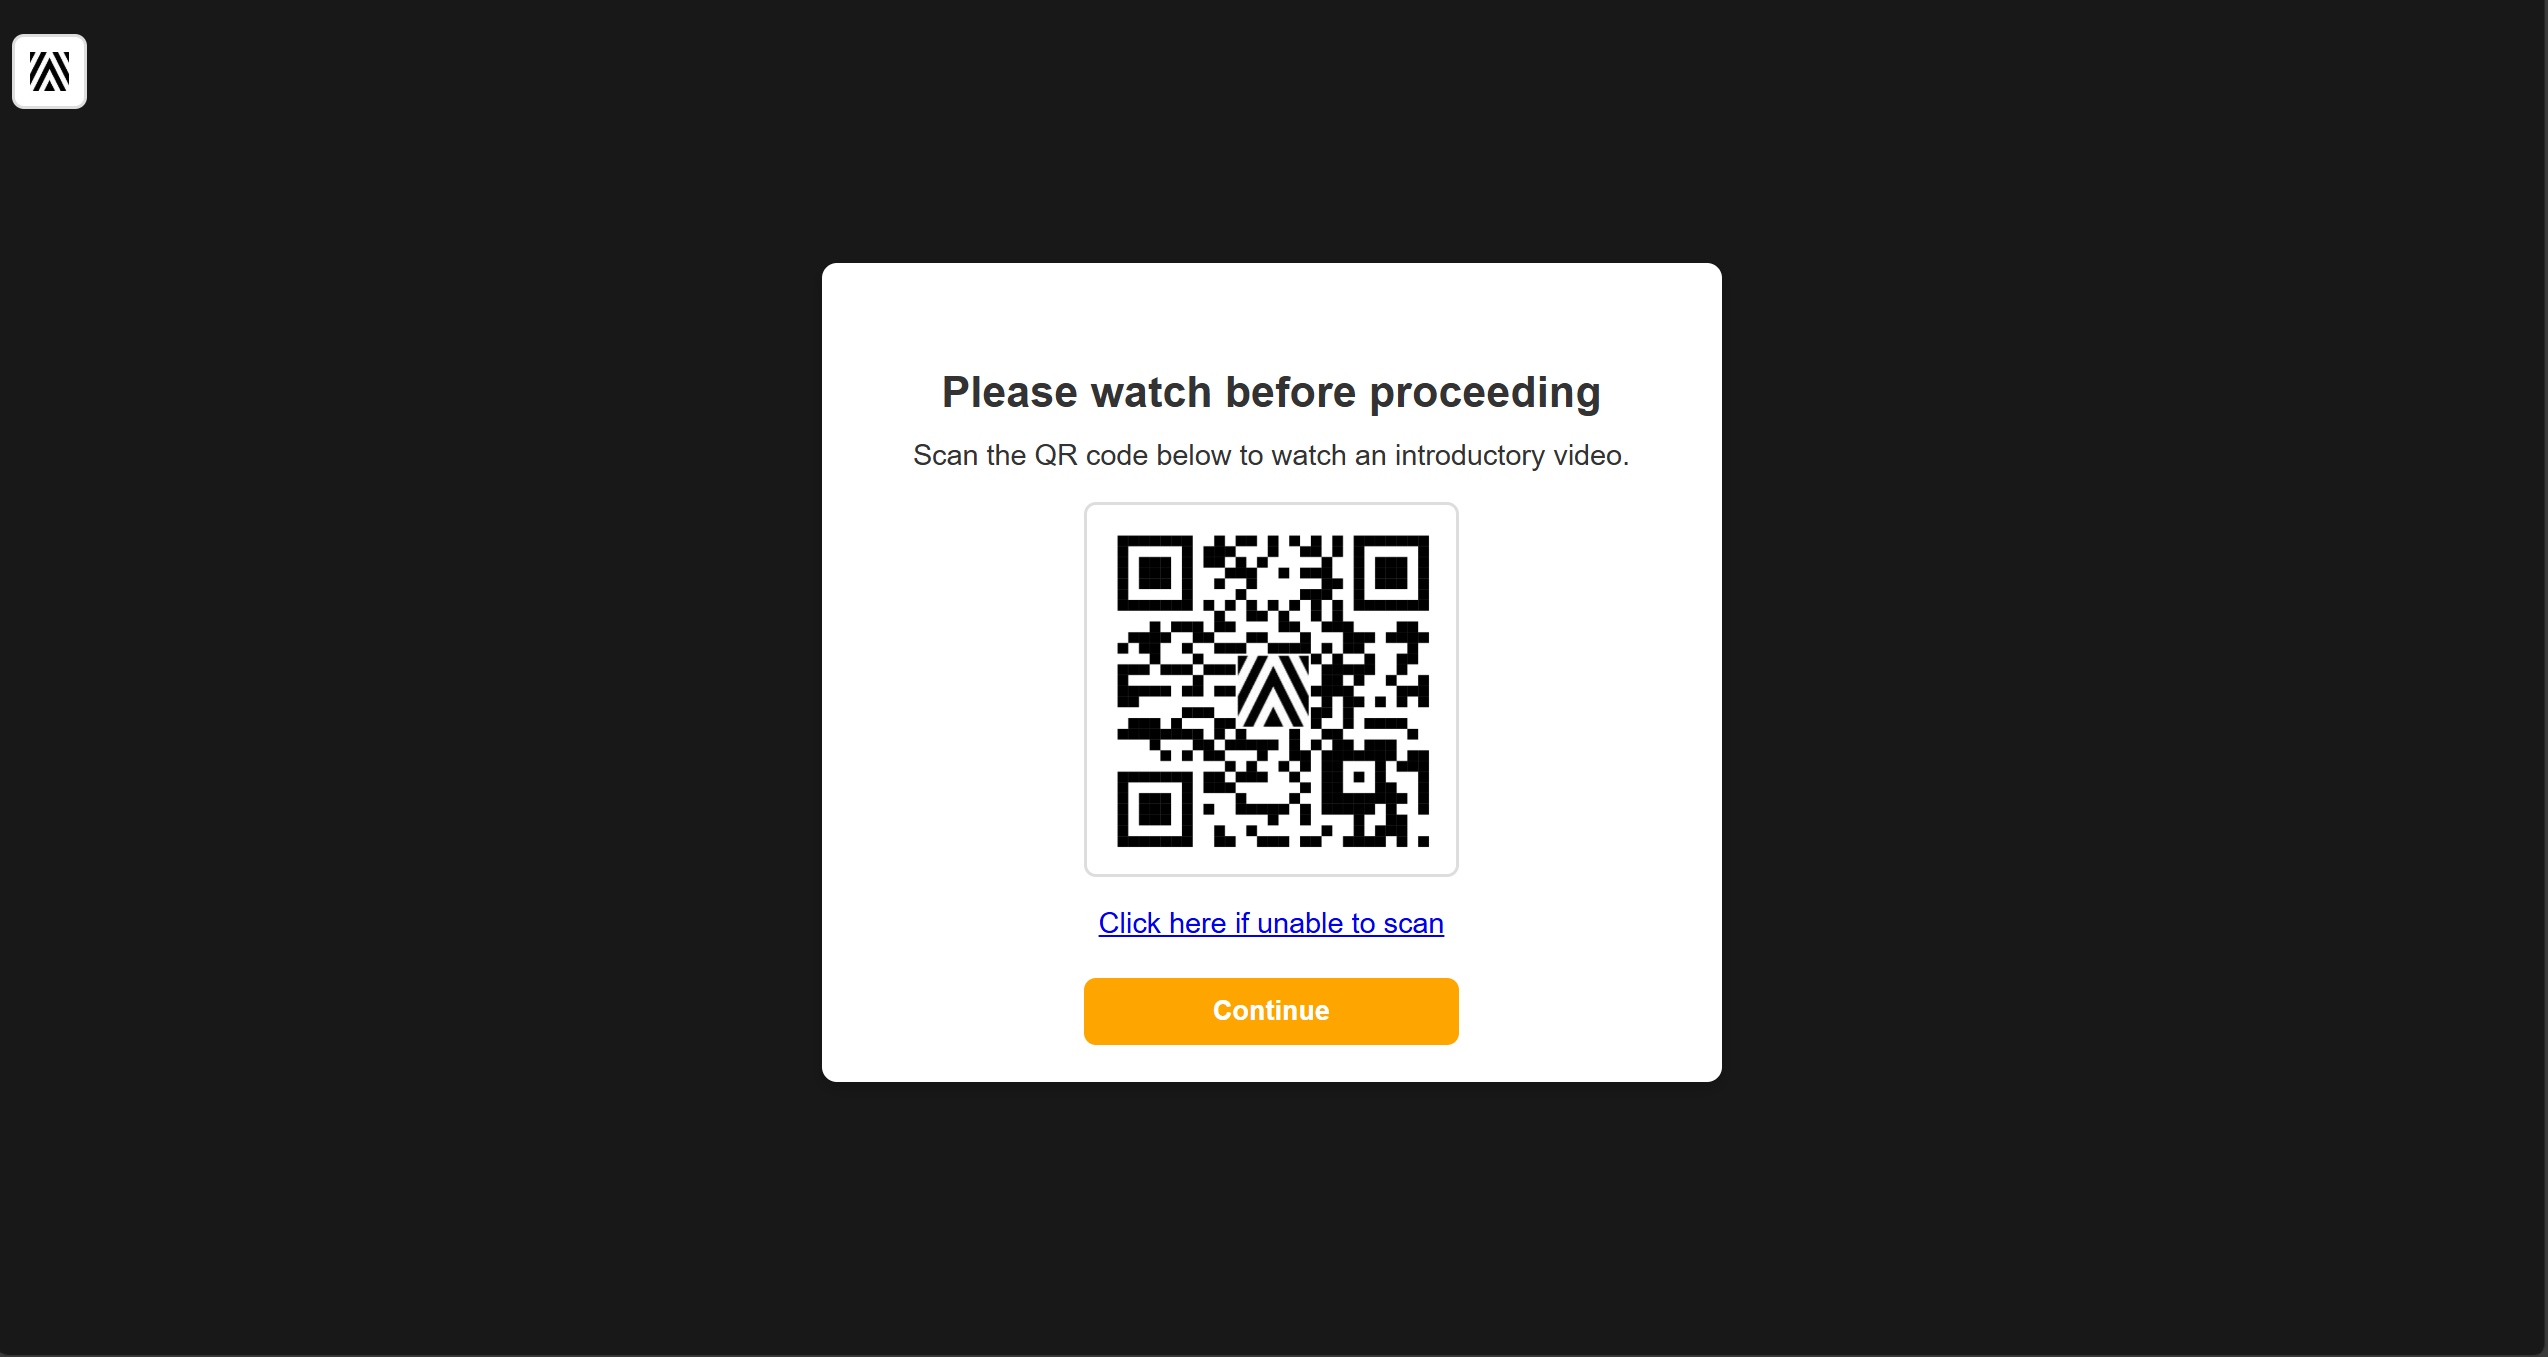 Please watch before proceeding
Scan the QR code below to watch an introductory video.
Click here if unable to scan
Continue